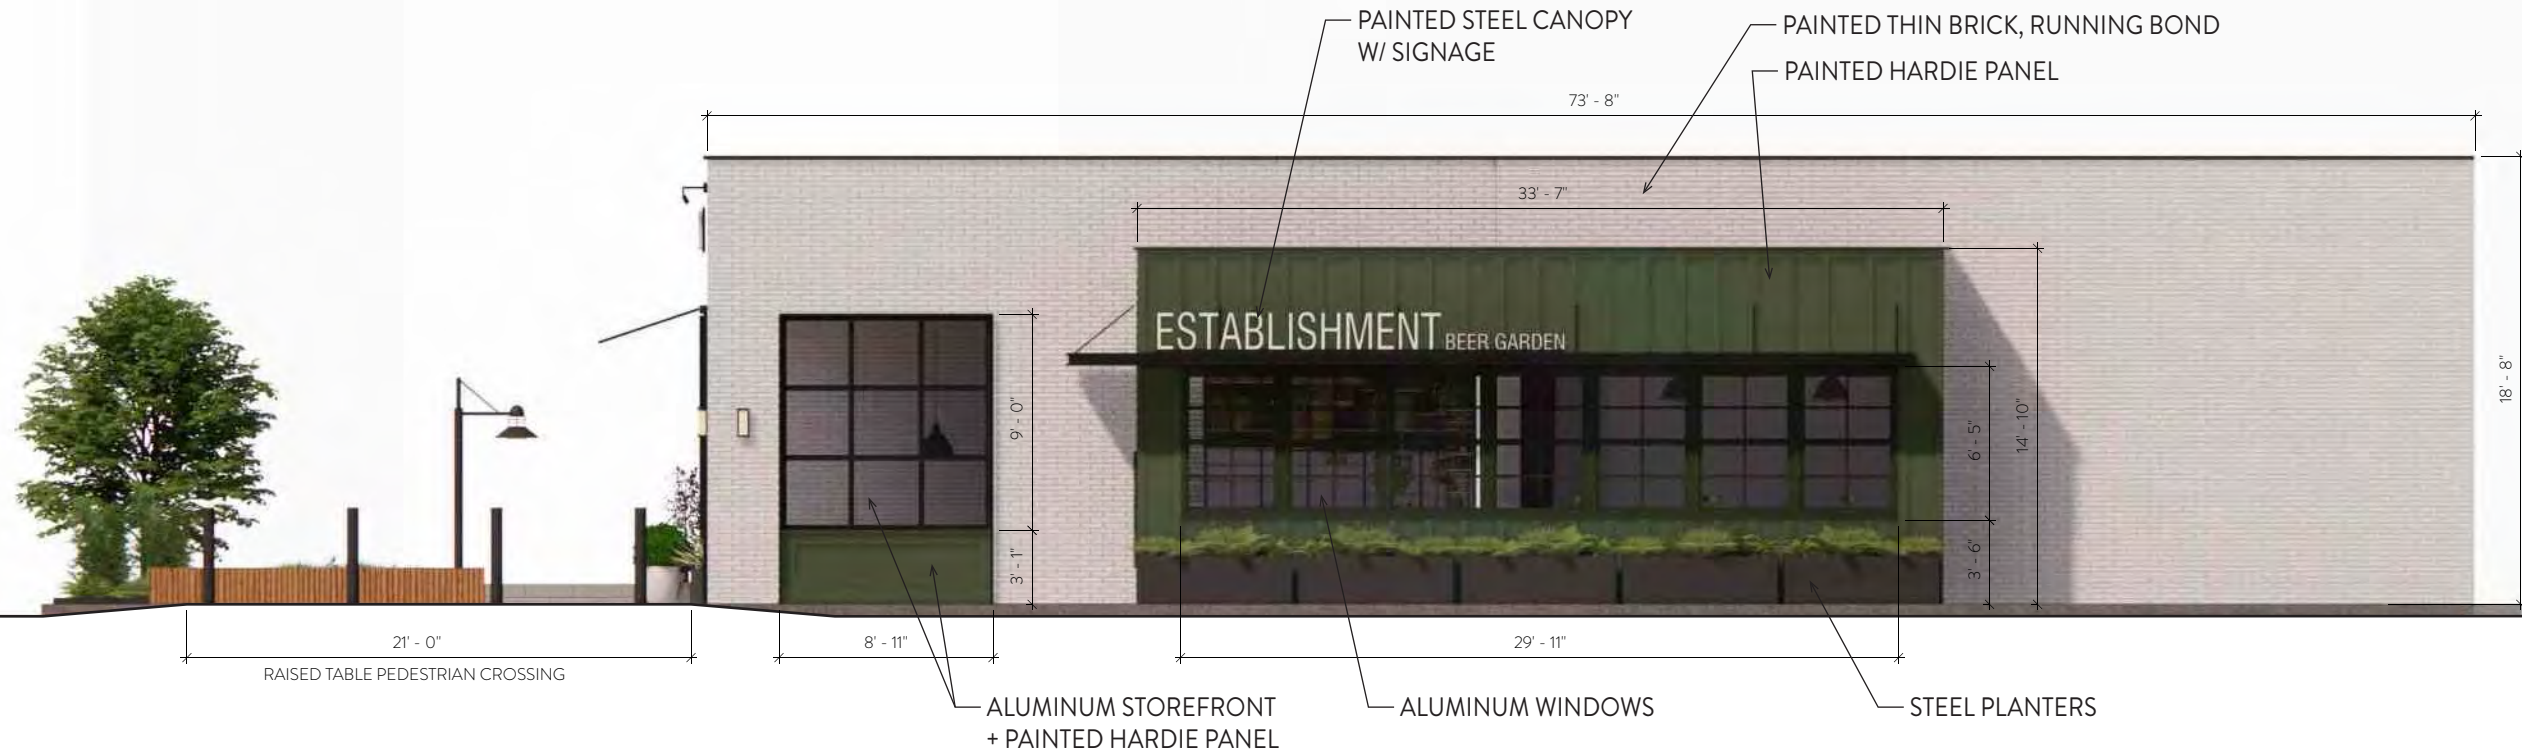 PAINTED STEEL CANOPY
W/ SIGNAGE
PAINTED THIN BRICK, RUNNING BOND
PAINTED HARDIE PANEL
73' - 8"
33' - 7"
ESTABLISHMENT BEER GARDEN
9' - 0"
3' - 1"
6' - 5"
3' - 6"
14' - 10"
18' - 8"
21' - 0"
RAISED TABLE PEDESTRIAN CROSSING
8' - 11"
29' - 11"
ALUMINUM STOREFRONT
+ PAINTED HARDIE PANEL
ALUMINUM WINDOWS
STEEL PLANTERS